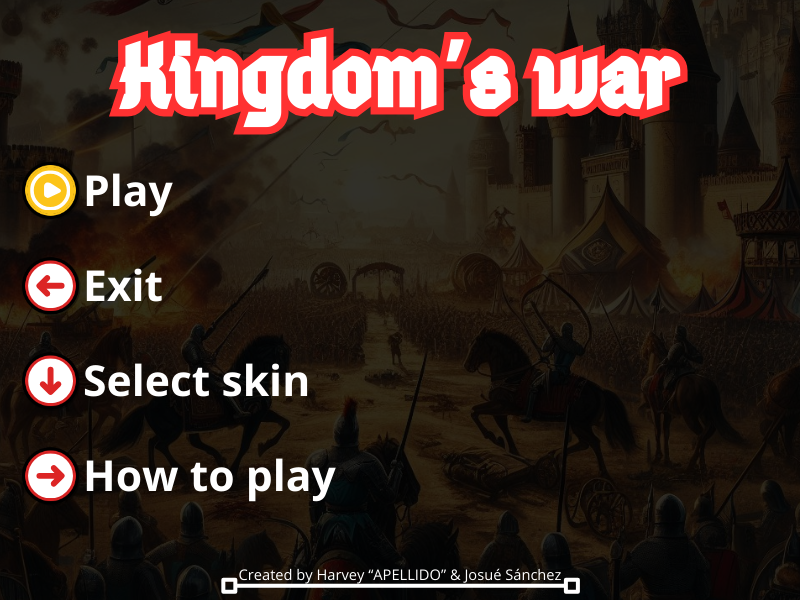 Kingdom's war
Play
Exit
Select skin
How to play
Created by Harvey “APELLIDO” & Josué Sánchez